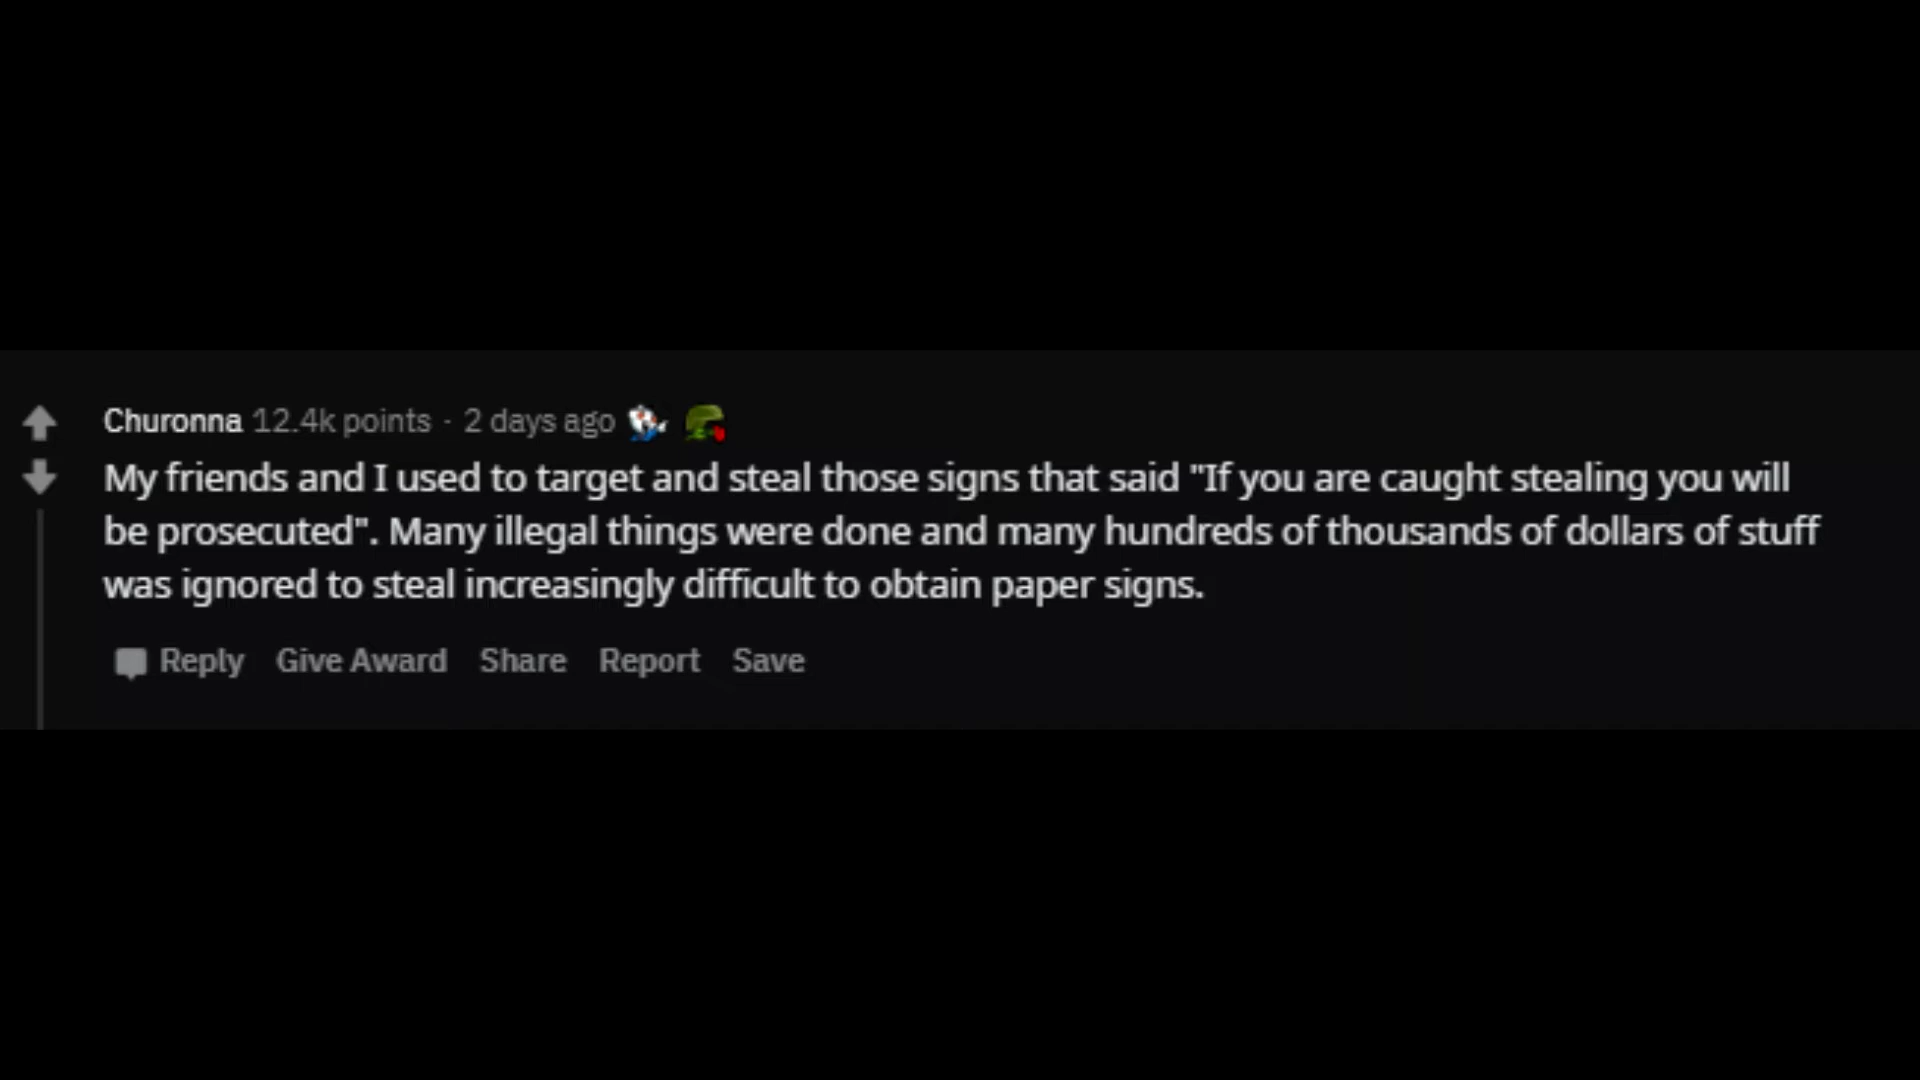 Churonna 12.4k points · 2 days ago
My friends and I used to target and steal those signs that said "If you are caught stealing you will
be prosecuted". Many illegal things were done and many hundreds of thousands of dollars of stuff
was ignored to steal increasingly difficult to obtain paper signs.
Reply Give Award Share Report Save